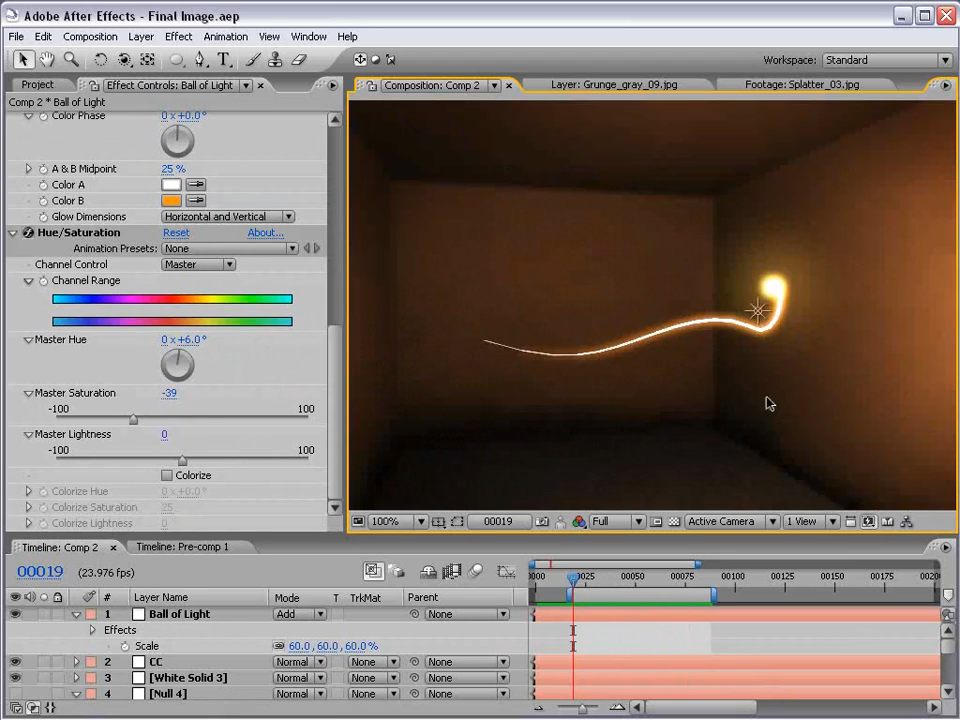 Adobe After Effects - Final Image.aep
File Edit Composition Layer Effect Animation View Window Help
Workspace: Standard
Project Effect Controls: Ball of Light Composition: Comp 2 Layer: Grunge_gray_09.jpg Footage: Splatter_03.jpg
Comp 2 * Ball of Light
Color Phase 0 x+0.0°
A & B Midpoint 25 %
Color A
Color B
Glow Dimensions Horizontal and Vertical
Hue/Saturation Reset About...
Animation Presets: None
Channel Control Master
Channel Range
Master Hue 0 x+6.0°
Master Saturation -39
-100 100
Master Lightness 0
-100 100
Colorize
Colorize Hue 0 x+0.0°
Colorize Saturation 25
Colorize Lightness 0
100% 00019 Full Active Camera 1 View
Timeline: Comp 2 Timeline: Pre-comp 1
00019 (23.976 fps)
0000 00025 00050 00075 00100 00125 00150 00175 0020
# Layer Name Mode T TrkMat Parent
1 Ball of Light Add None
Effects
Scale 60.0, 60.0, 60.0%
2 CC Normal None None
3 [White Solid 3] Normal None None
4 [Null 4] Normal None None